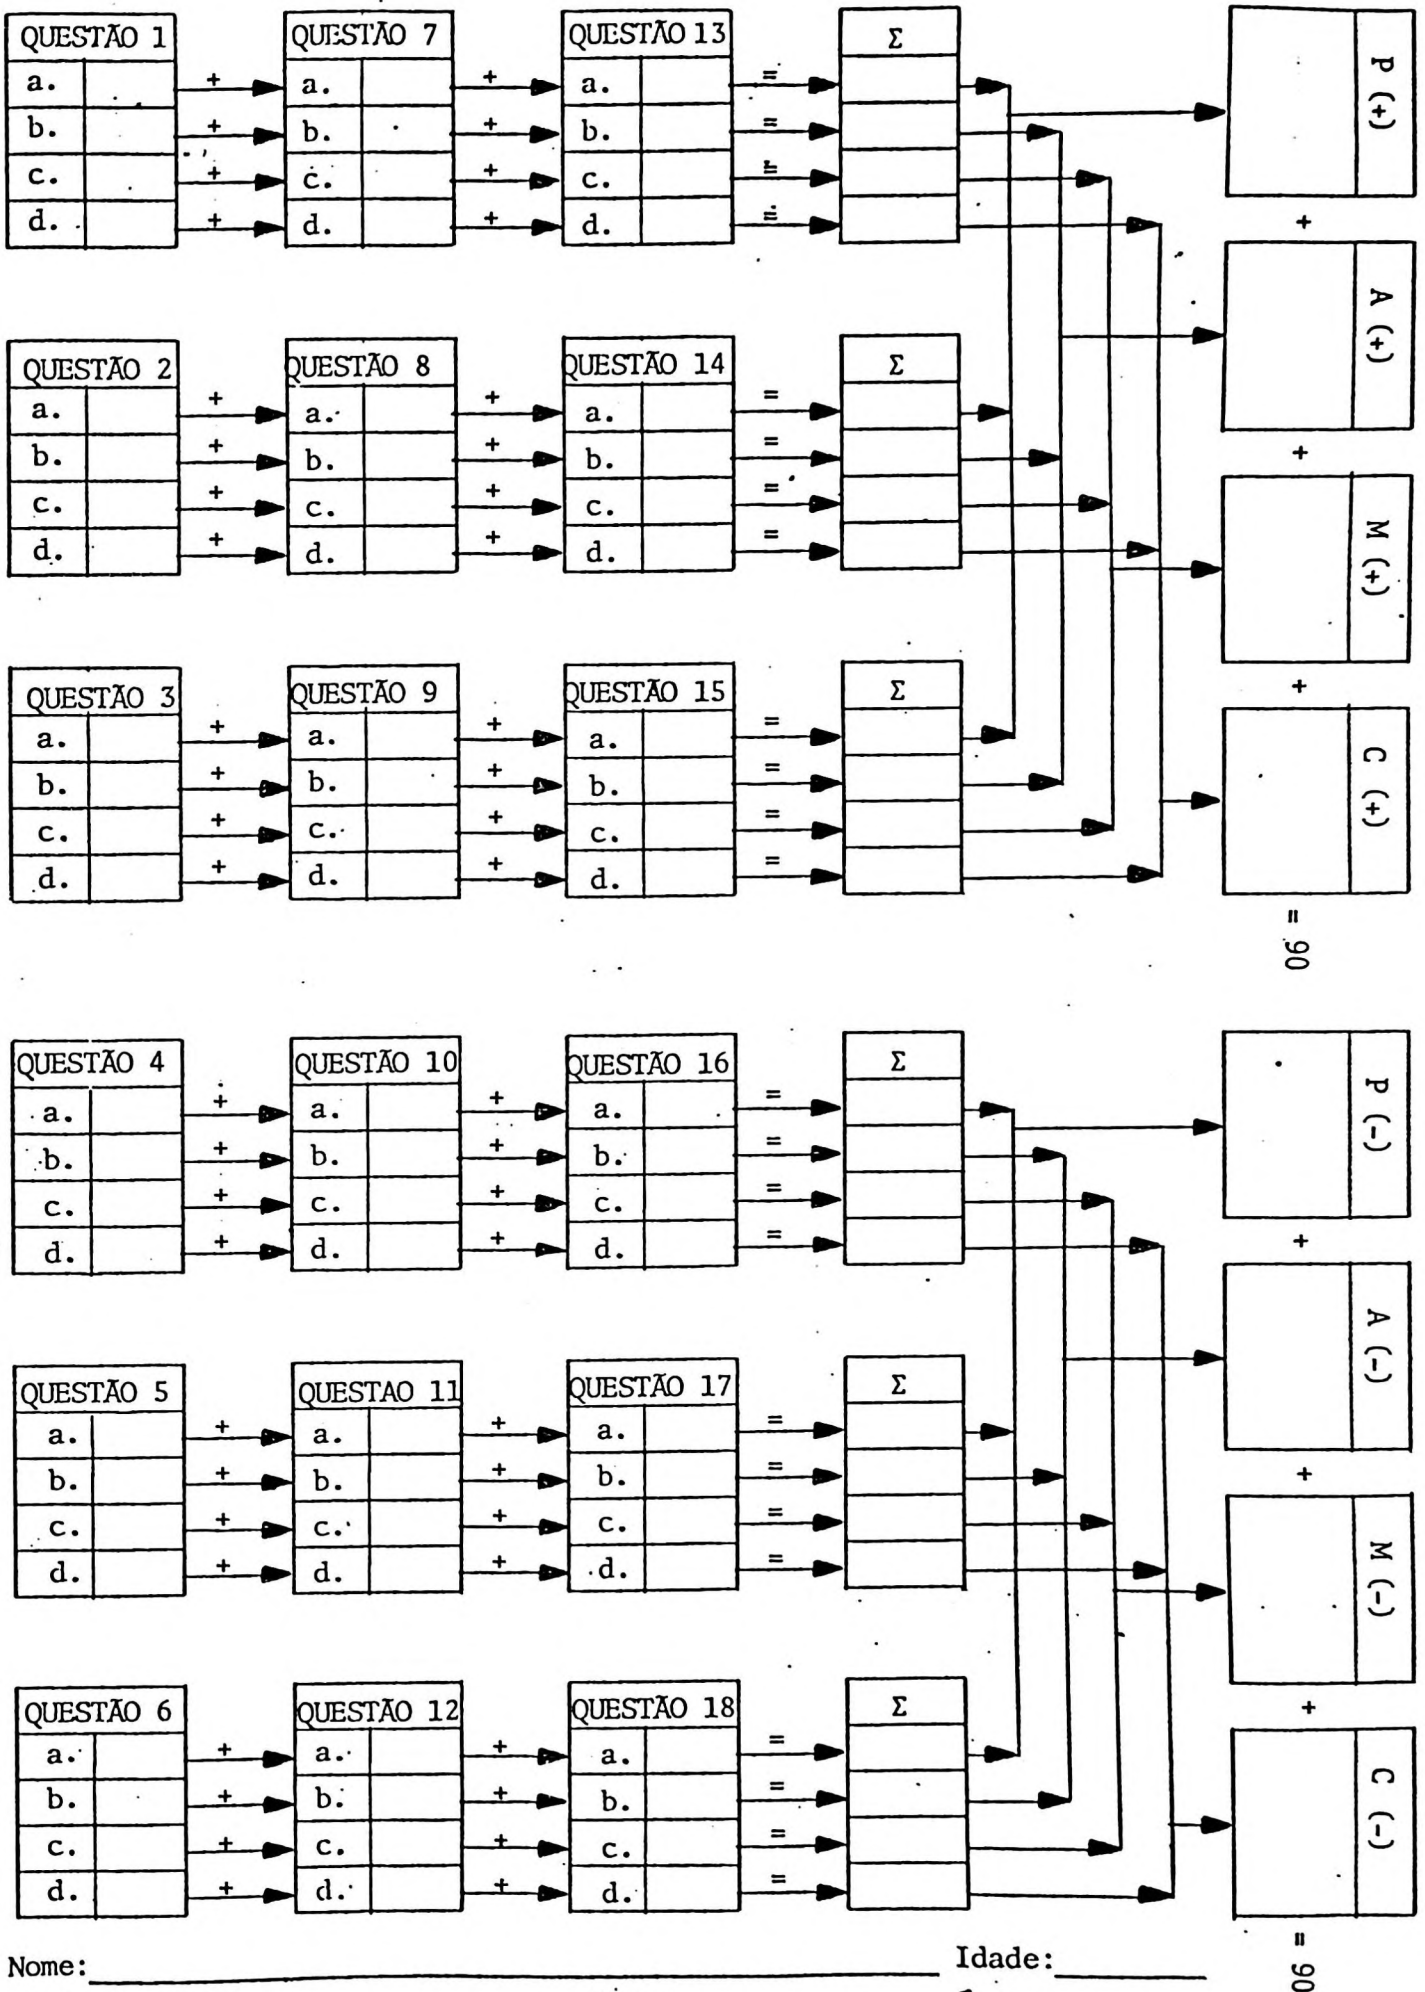 QUESTÃO 1 QUESTÃO 7 QUESTÃO 13 Σ P (+)
a. + a. + a. =
b. + b. + b. =
c. + c. + c. =
d. + d. + d. =
+
A (+)
QUESTÃO 2 QUESTÃO 8 QUESTÃO 14 Σ
a. + a. + a. =
b. + b. + b. =
+
c. + c. + c. =
d. + d. + d. =
M (+)
QUESTÃO 3 QUESTÃO 9 QUESTÃO 15 Σ
+
a. + a. + a. =
b. + b. + b. =
C (+)
c. + c. + c. =
d. + d. + d. =
= 90
QUESTÃO 4 QUESTÃO 10 QUESTÃO 16 Σ P (-)
a. + a. + a. =
b. + b. + b. =
c. + c. + c. =
d. + d. + d. =
+
A (-)
QUESTÃO 5 QUESTAO 11 QUESTÃO 17 Σ
a. + a. + a. =
b. + b. + b. =
+
c. + c. + c. =
d. + d. + d. =
M (-)
QUESTÃO 6 QUESTÃO 12 QUESTÃO 18 Σ
+
a. + a. + a. =
b. + b. + b. =
C (-)
c. + c. + c. =
d. + d. + d. =
= 90
Nome: Idade: